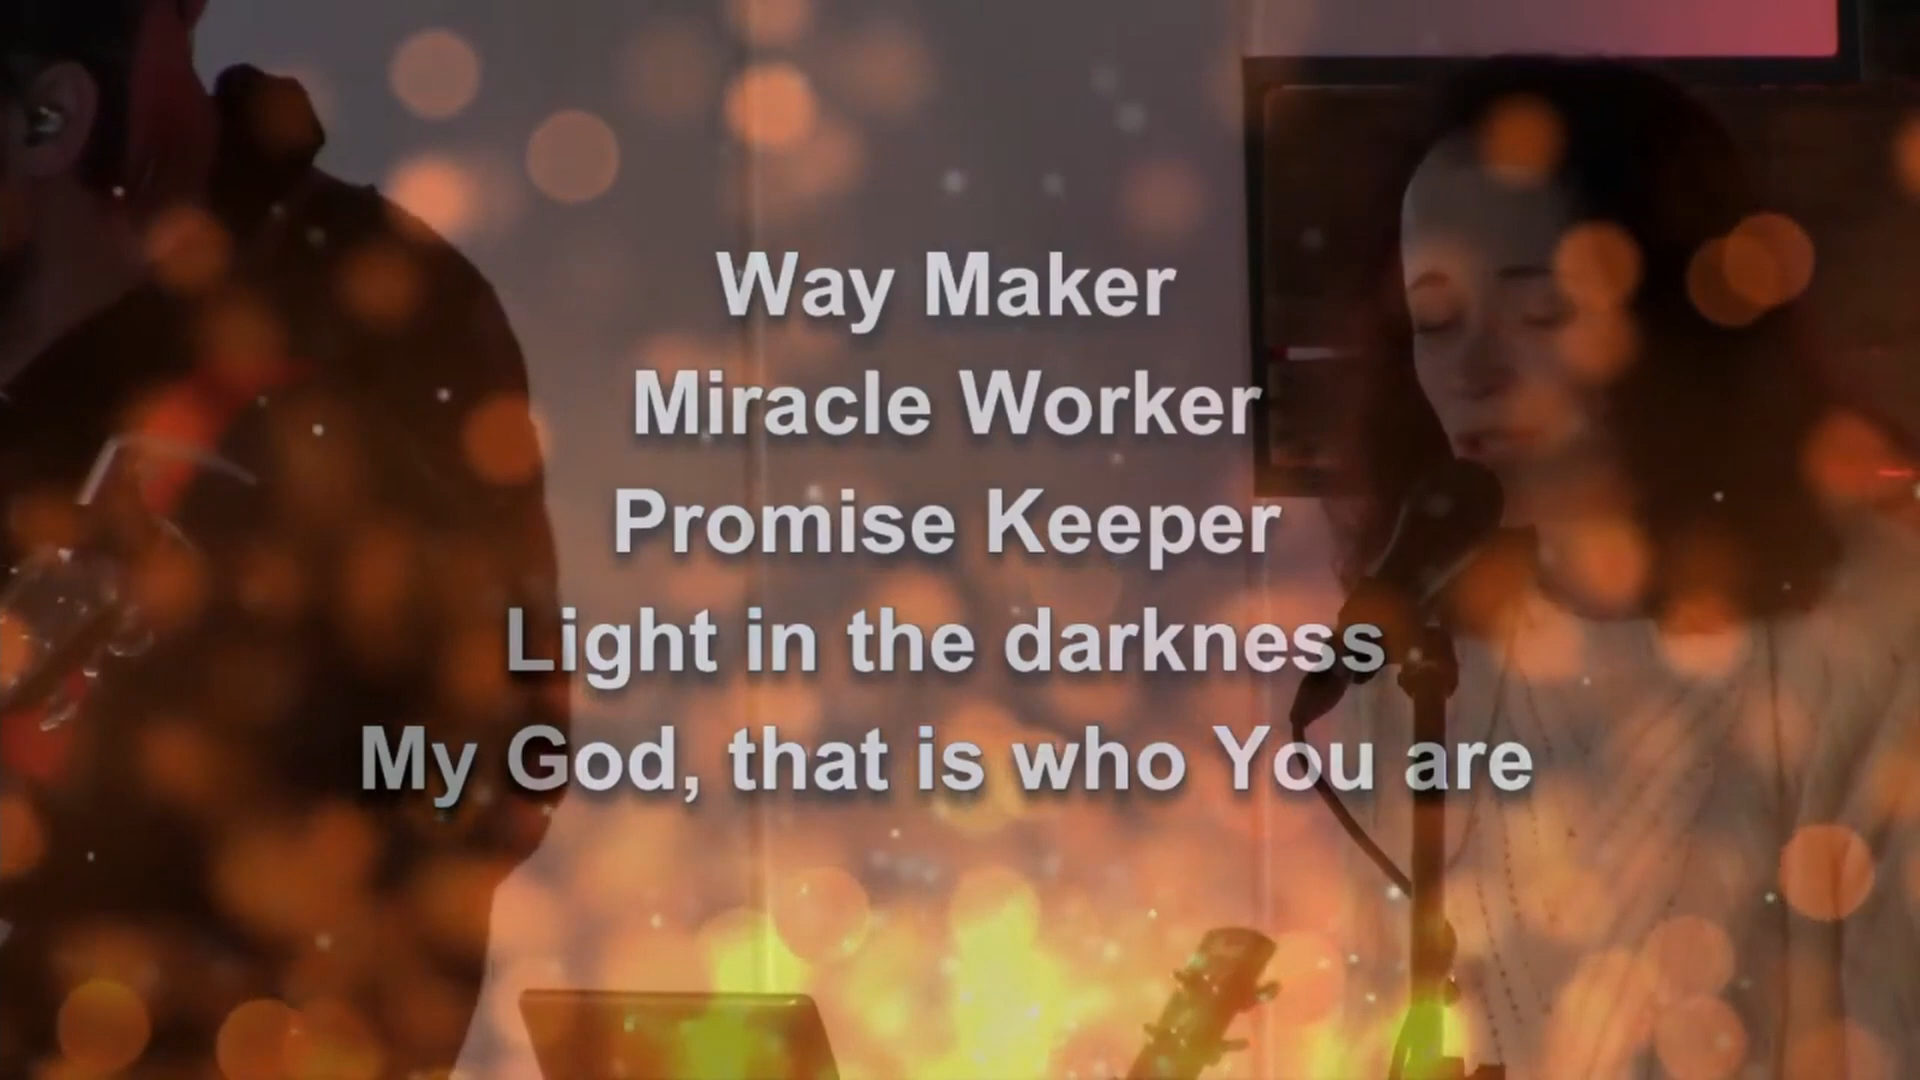 Way Maker
Miracle Worker
Promise Keeper
Light in the darkness
My God, that is who You are